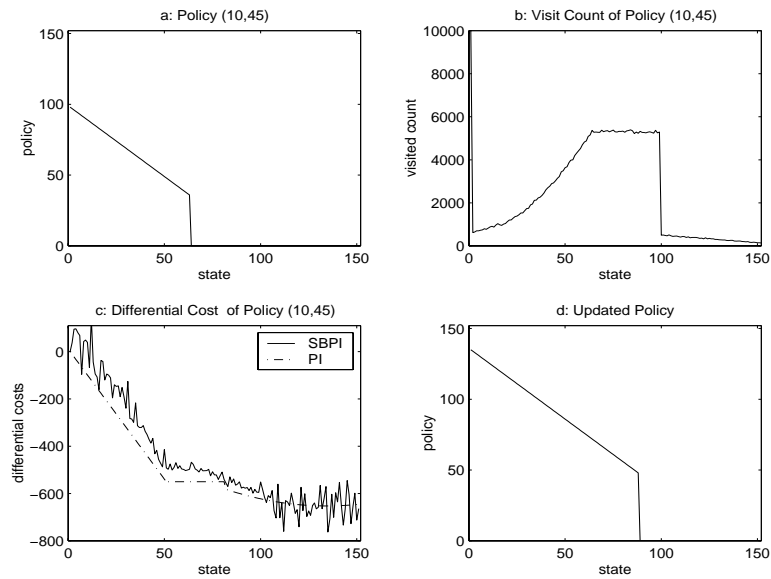 a: Policy (10,45)
150
100
50
0
policy
0
50
100
150
state
b: Visit Count of Policy (10,45)
10000
8000
6000
4000
2000
0
visited count
0
50
100
150
state
c: Differential Cost of Policy (10,45)
0
−200
−400
−600
−800
differential costs
SBPI
PI
0
50
100
150
state
d: Updated Policy
150
100
50
0
policy
0
50
100
150
state